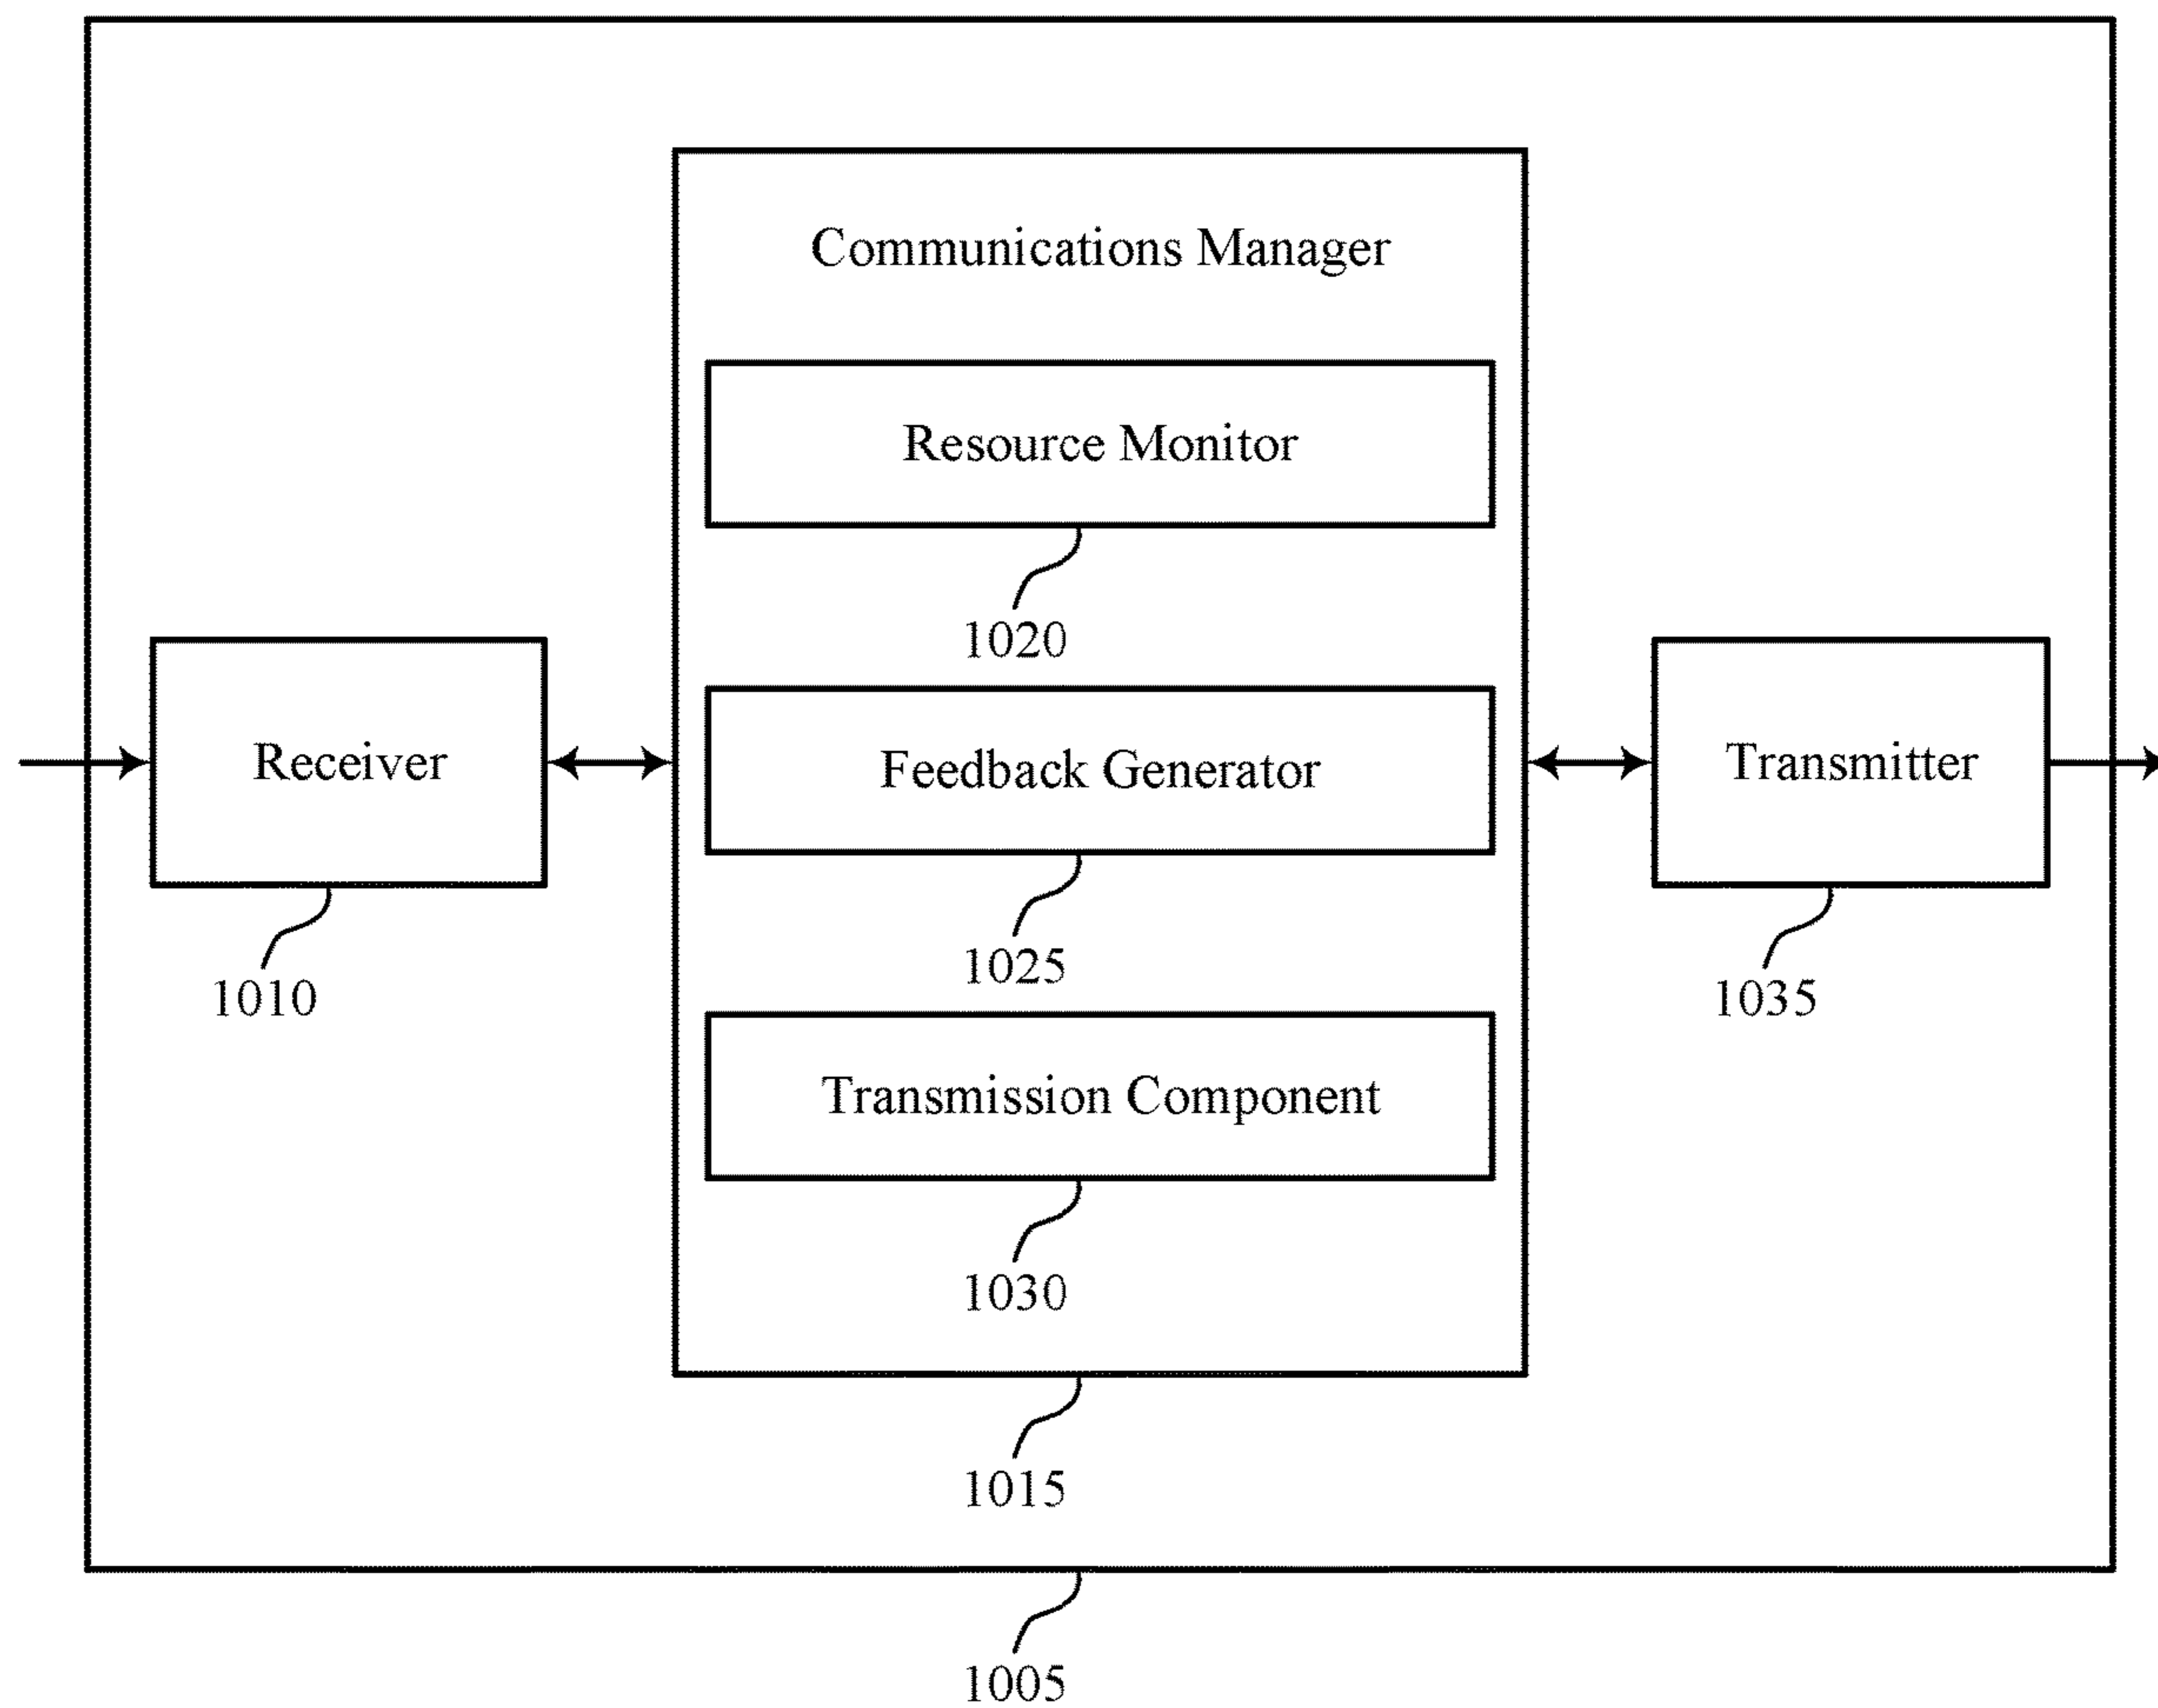 Communications Manager
Resource Monitor
1020
Receiver
1010
Feedback Generator
1025
Transmitter
1035
Transmission Component
1030
1015
1005